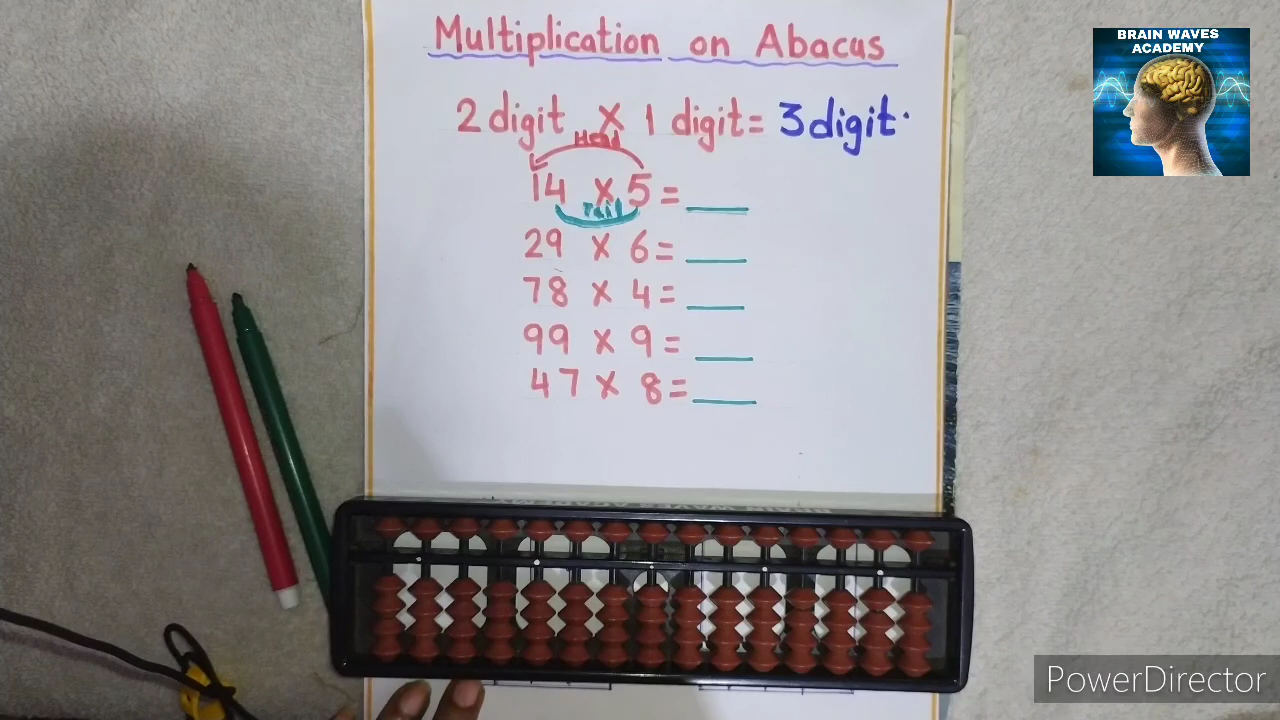 Multiplication on Abacus
2 digit X 1 digit = 3 digit.
Head
14 X 5 = ___
Tail
29 X 6 = ___
78 X 4 = ___
99 X 9 = ___
47 X 8 = ___
BRAIN WAVES
ACADEMY
PowerDirector